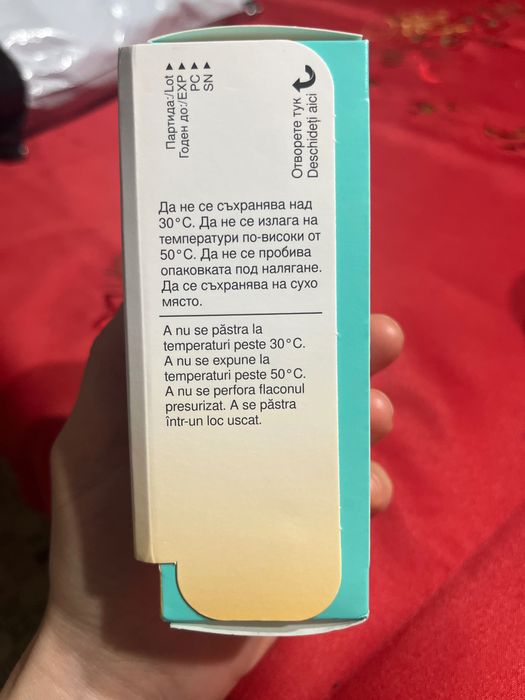 Партида:/Lot ▶
Годен до:/EXP ▶
PC ▶
SN ▶
Отворете тук
Deschideți aici
Да не се съхранява над
30°C. Да не се излага на
температури по-високи от
50°C. Да не се пробива
опаковката под налягане.
Да се съхранява на сухо
място.
A nu se păstra la
temperaturi peste 30°C.
A nu se expune la
temperaturi peste 50°C.
A nu se perfora flaconul
presurizat. A se păstra
într-un loc uscat.